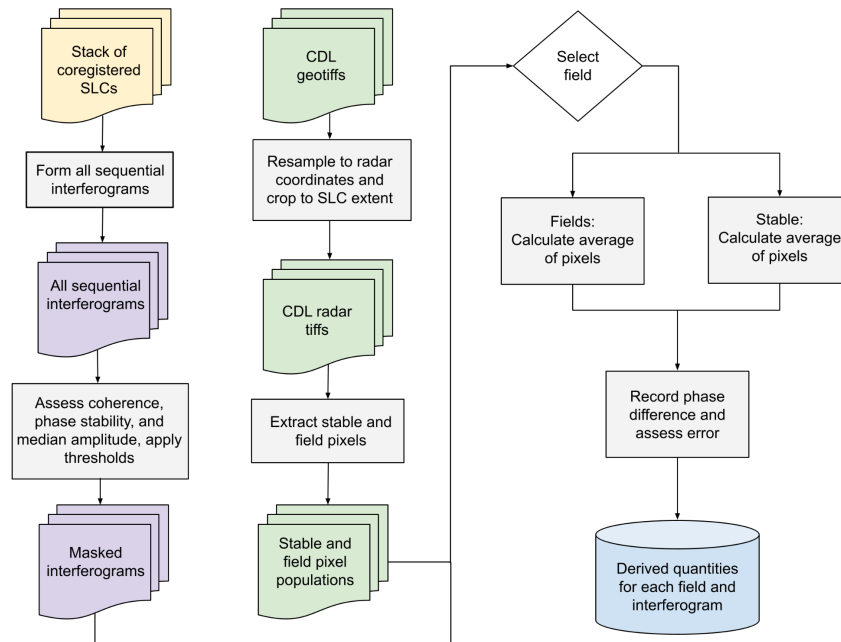 Stack of
coregistered
SLCs
Form all sequential
interferograms
All sequential
interferograms
Assess coherence,
phase stability, and
median amplitude, apply
thresholds
Masked
interferograms
CDL
geotiffs
Resample to radar
coordinates and
crop to SLC extent
CDL radar
tiffs
Extract stable and
field pixels
Stable and
field pixel
populations
Select
field
Fields:
Calculate average
of pixels
Stable:
Calculate average
of pixels
Record phase
difference and
assess error
Derived quantities
for each field and
interferogram